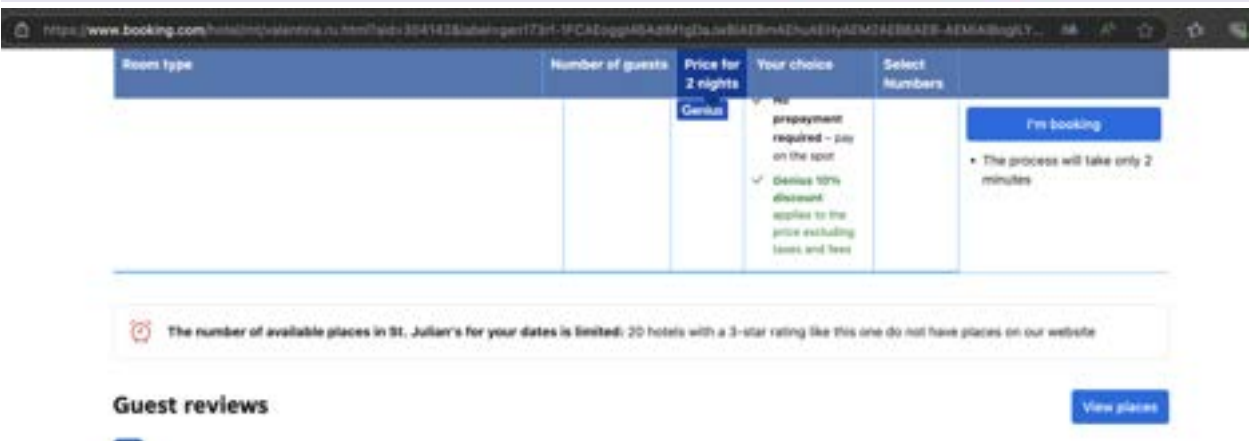 www.booking.com
Room type
Number of guests
Price for
2 nights
Your choice
Select
Numbers
Genius
No
prepayment
required – pay
on the spot
Genius 10%
discount
applies to the
price excluding
taxes and fees
I'm booking
• The process will take only 2
minutes
The number of available places in St. Julian's for your dates is limited: 20 hotels with a 3-star rating like this one do not have places on our website
Guest reviews
View places